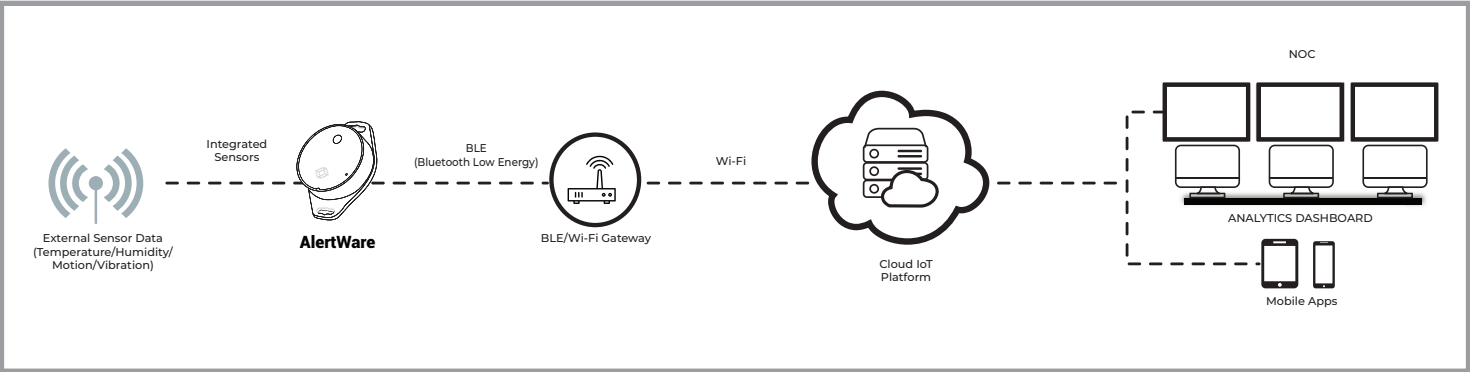 External Sensor Data
(Temperature/Humidity/
Motion/Vibration)
Integrated
Sensors
AlertWare
BLE
(Bluetooth Low Energy)
BLE/Wi-Fi Gateway
Wi-Fi
Cloud IoT
Platform
NOC
ANALYTICS DASHBOARD
Mobile Apps